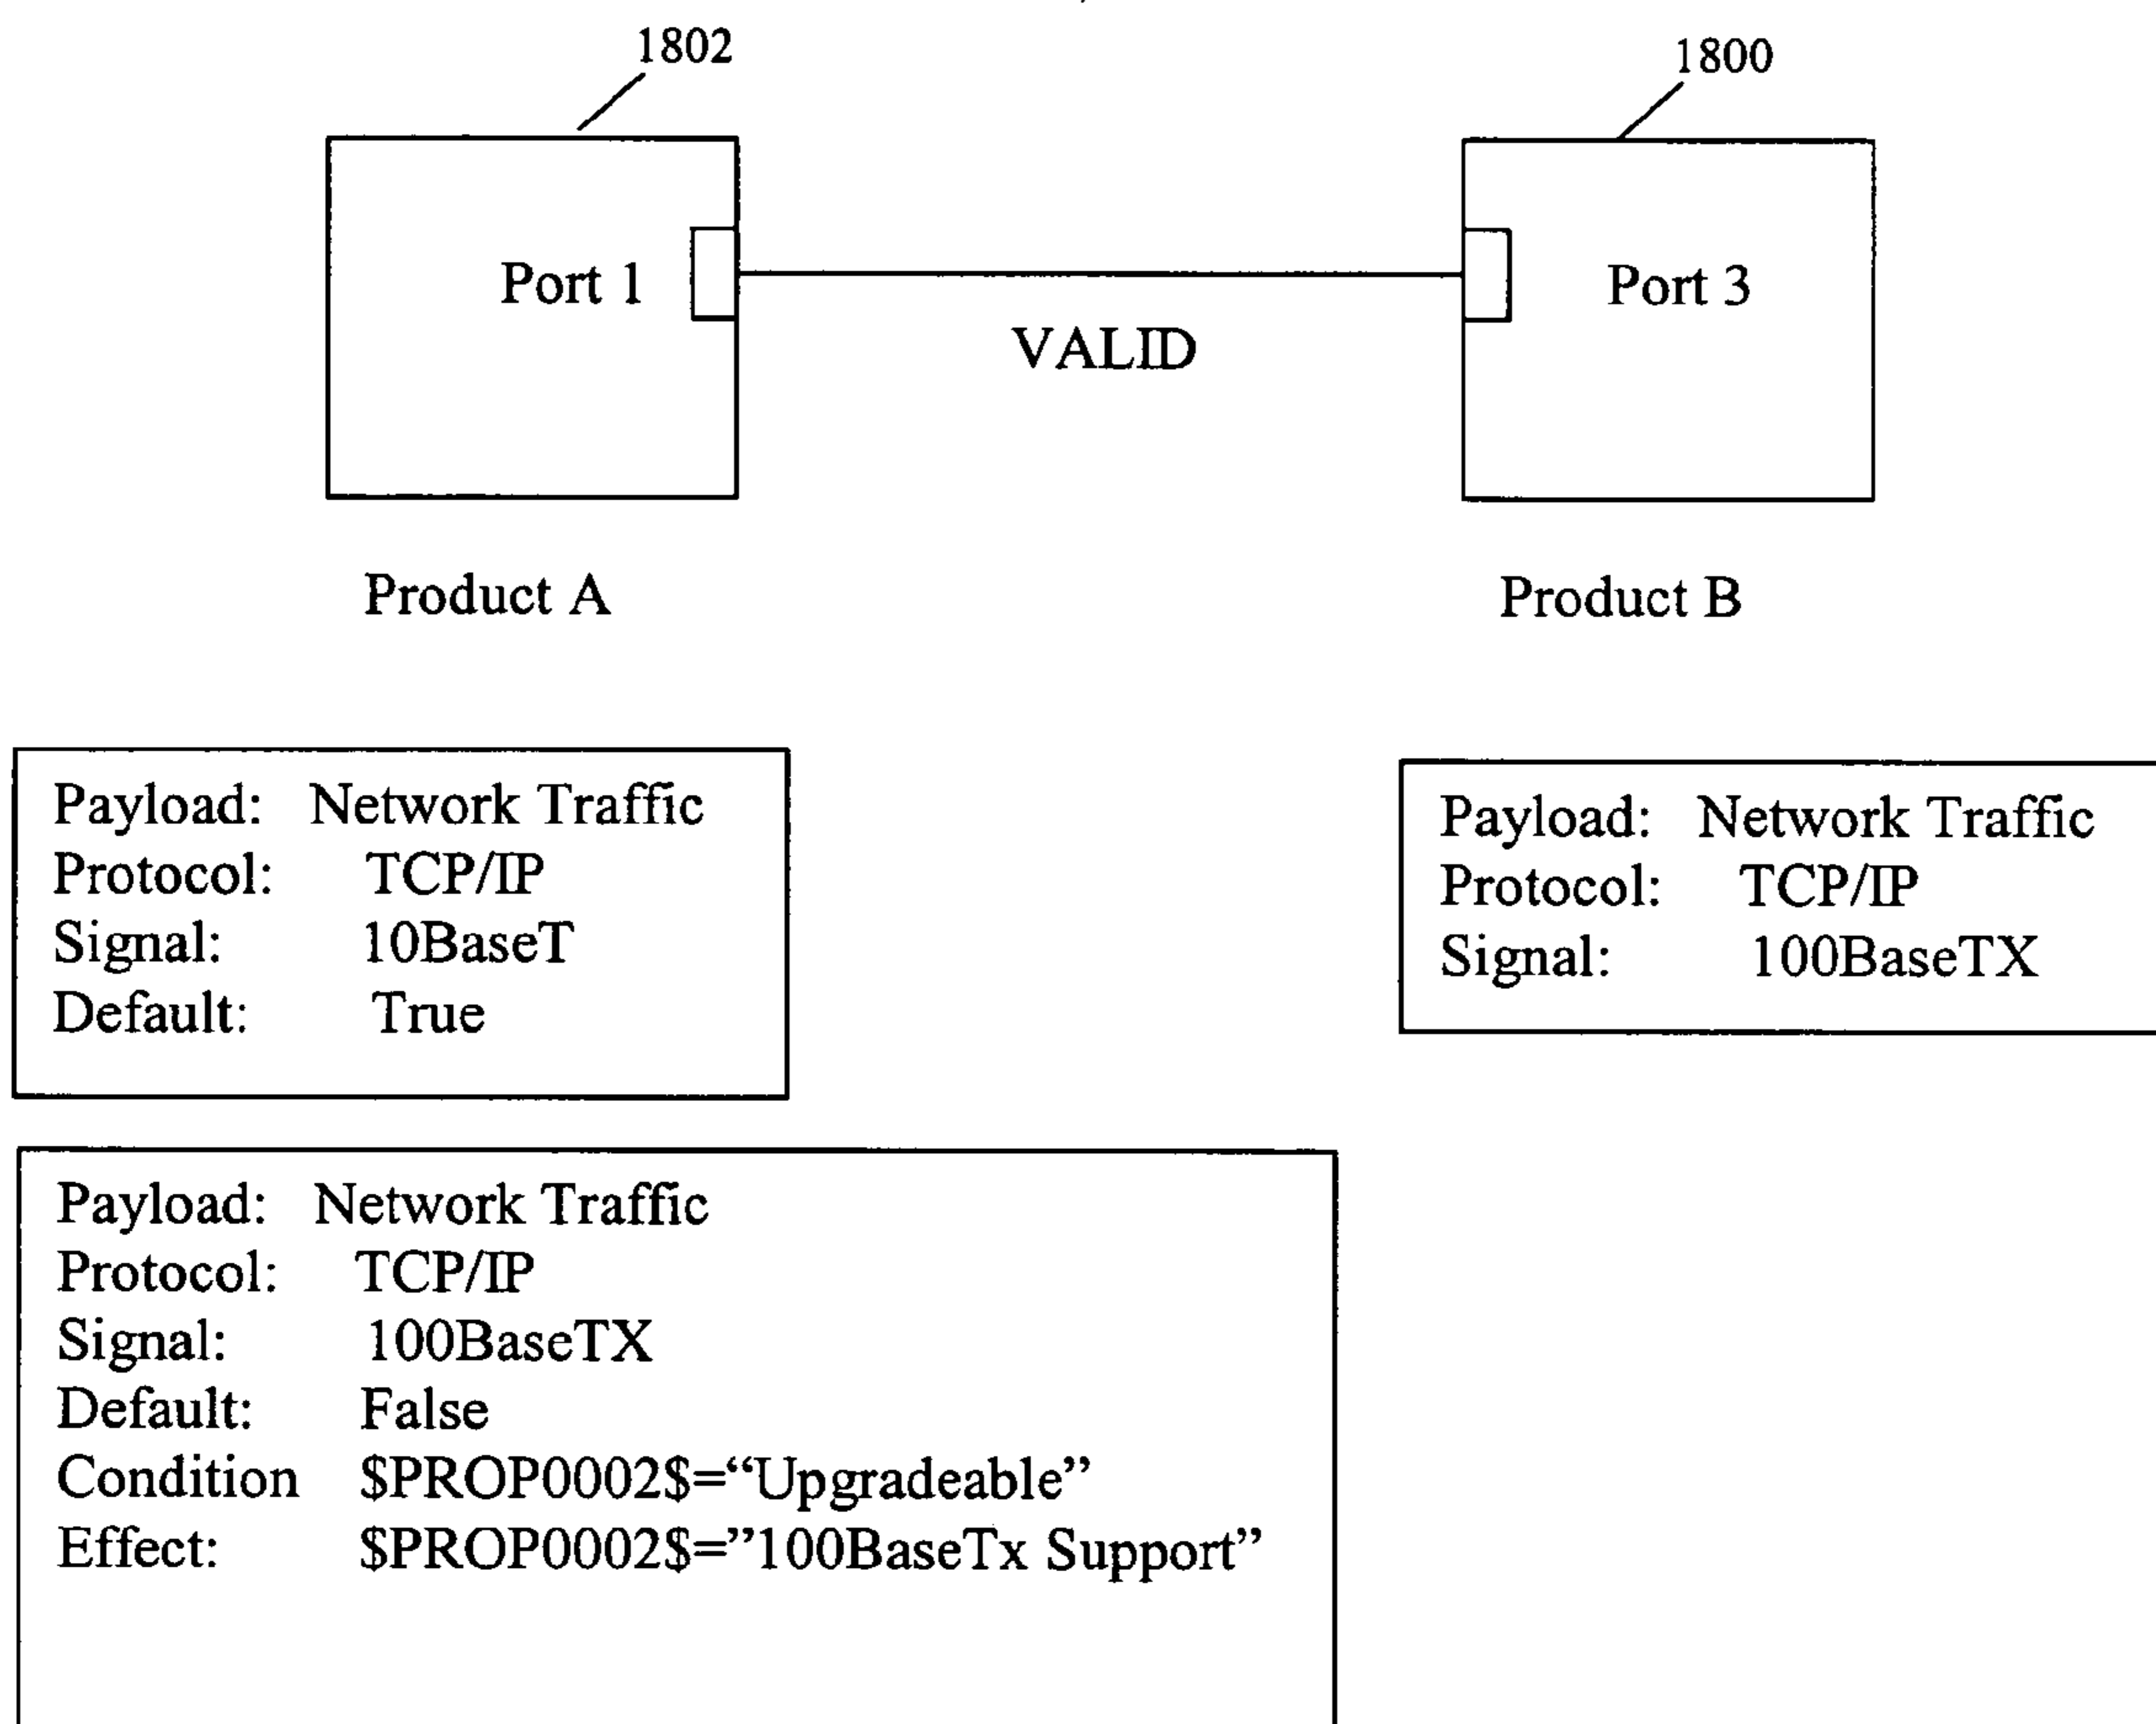 1802
1800
Port 1
Port 3
VALID
Product A
Product B
Payload: Network Traffic
Protocol: TCP/IP
Signal: 10BaseT
Default: True
Payload: Network Traffic
Protocol: TCP/IP
Signal: 100BaseTX
Payload: Network Traffic
Protocol: TCP/IP
Signal: 100BaseTX
Default: False
Condition $PROP0002$=“Upgradeable”
Effect: $PROP0002$=”100BaseTx Support”